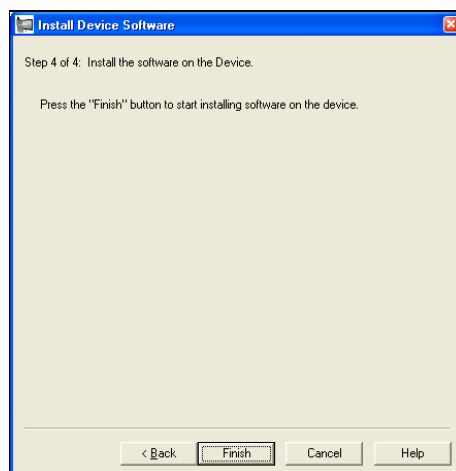 Install Device Software
Step 4 of 4: Install the software on the Device.
Press the "Finish" button to start installing software on the device.
< Back Finish Cancel Help